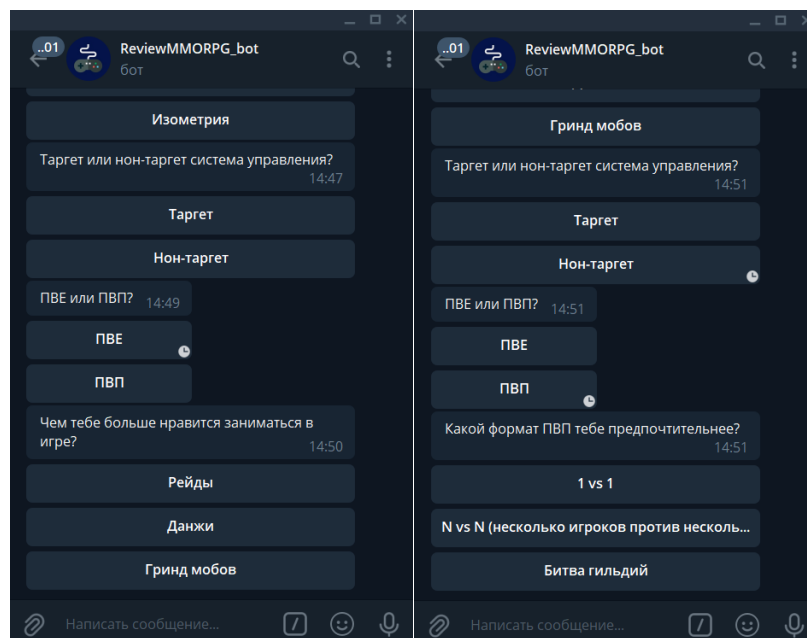 ..01
ReviewMMORPG_bot
бот
Изометрия
Таргет или нон-таргет система управления?
14:47
Таргет
Нон-таргет
ПВЕ или ПВП? 14:49
ПВЕ
ПВП
Чем тебе больше нравится заниматься в
игре?
14:50
Рейды
Данжи
Гринд мобов
Написать сообщение...
..01
ReviewMMORPG_bot
бот
Гринд мобов
Таргет или нон-таргет система управления?
14:51
Таргет
Нон-таргет
ПВЕ или ПВП? 14:51
ПВЕ
ПВП
Какой формат ПВП тебе предпочтительнее?
14:51
1 vs 1
N vs N (несколько игроков против несколь...
Битва гильдий
Написать сообщение...